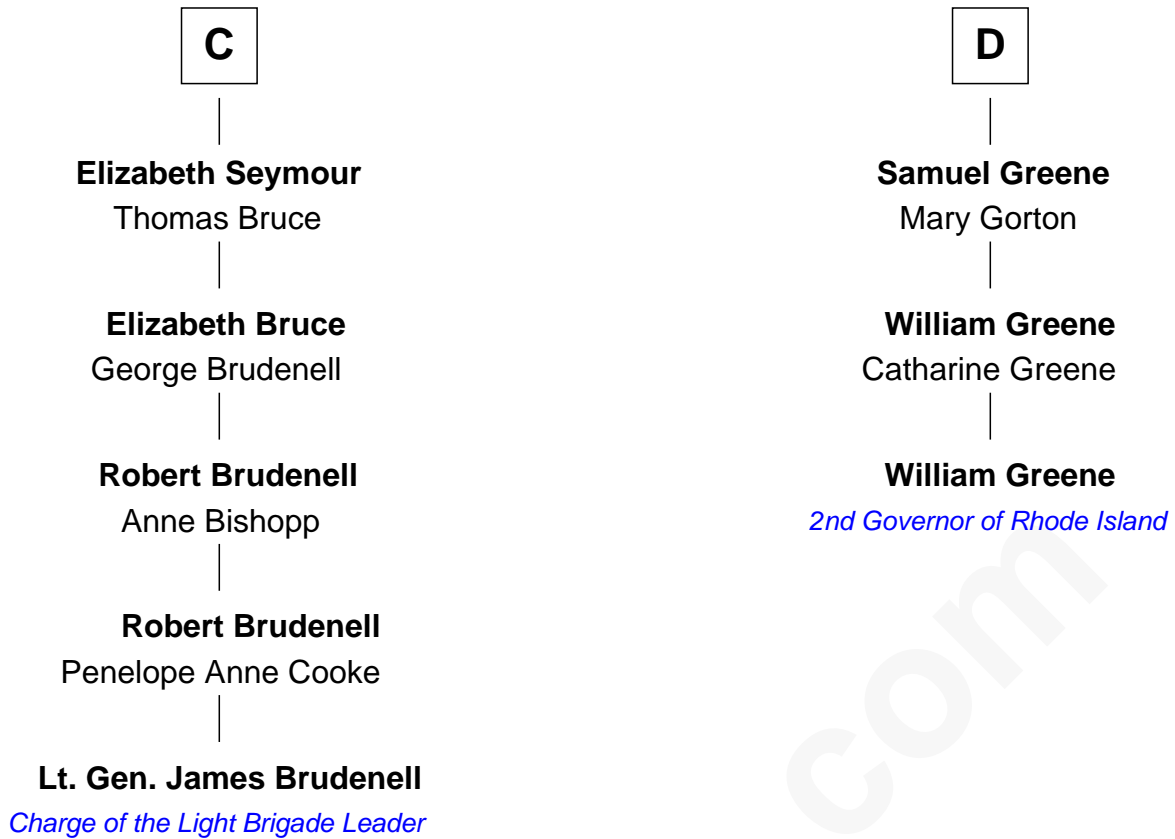 C
Elizabeth Seymour
Thomas Bruce
Elizabeth Bruce
George Brudenell
Robert Brudenell
Anne Bishopp
Robert Brudenell
Penelope Anne Cooke
Lt. Gen. James Brudenell
Charge of the Light Brigade Leader
D
Samuel Greene
Mary Gorton
William Greene
Catharine Greene
William Greene
2nd Governor of Rhode Island
com